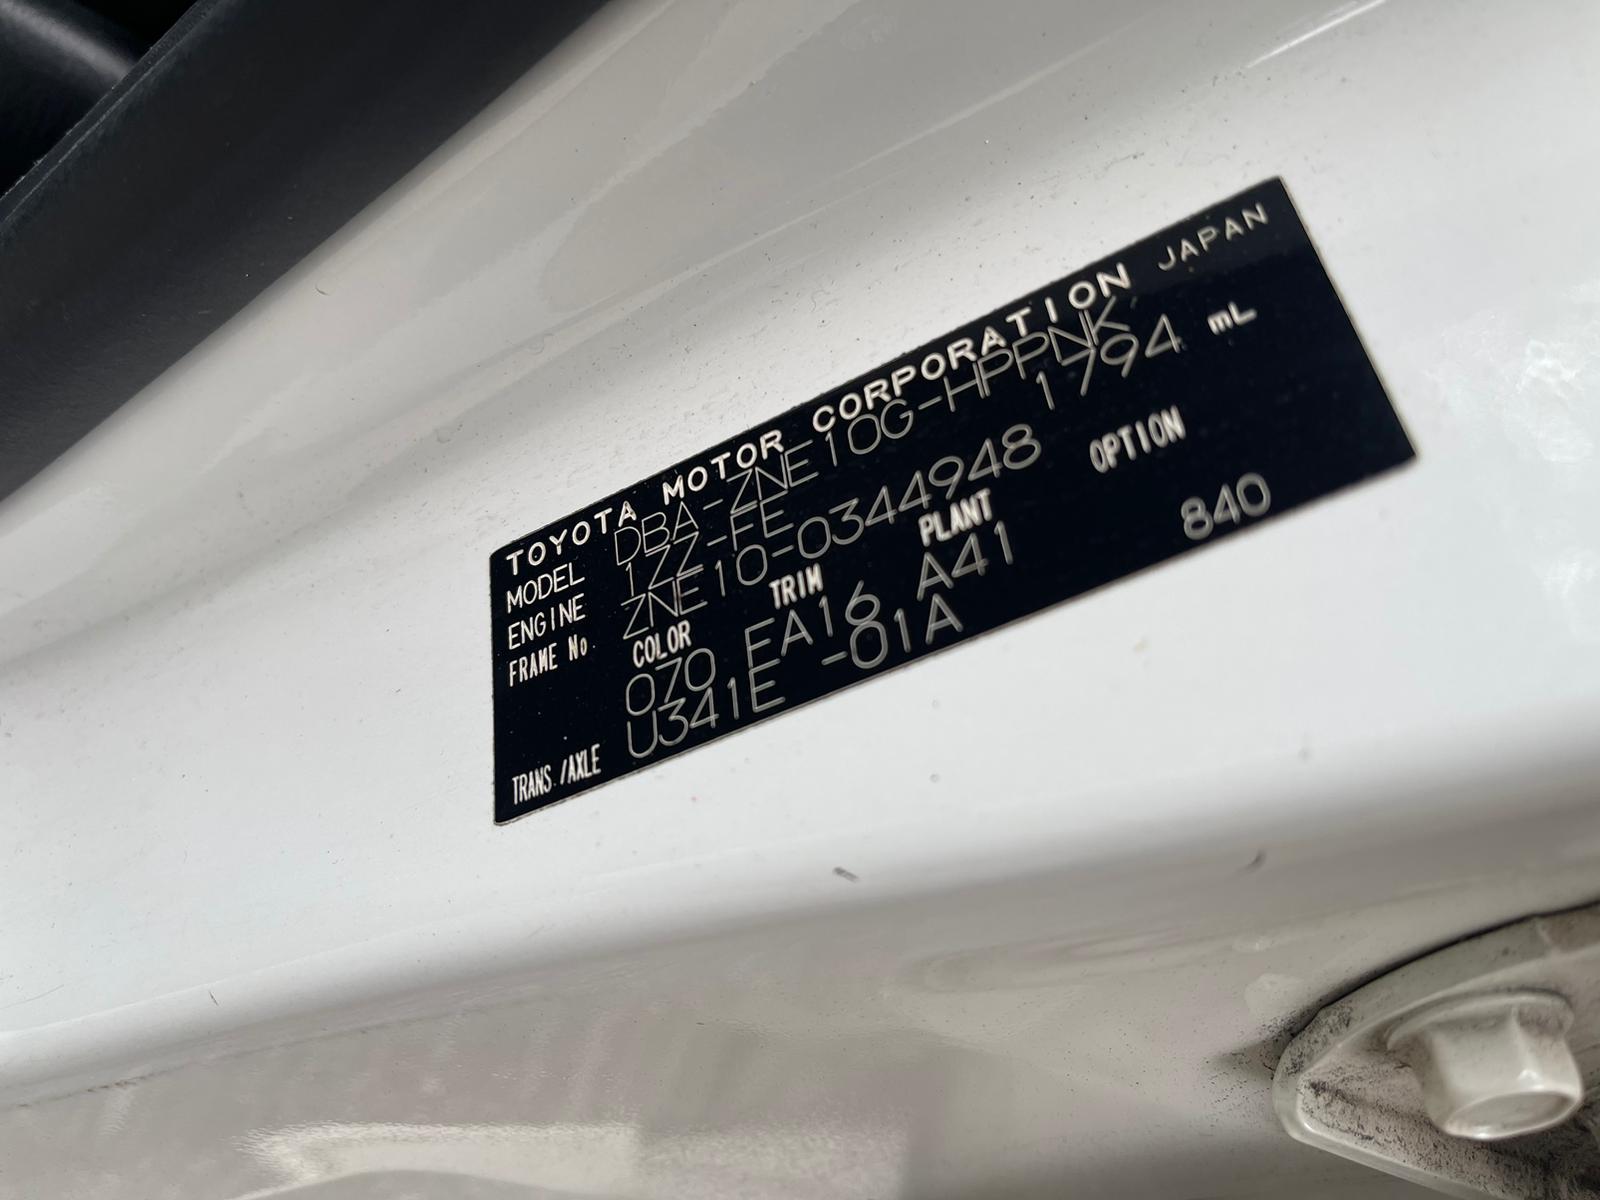 TOYOTA MOTOR CORPORATION JAPAN
MODEL DBA-ZNE10G-HPPNK
ENGINE 1ZZ-FE 1794 mL
FRAME No. ZNE10-0344948
COLOR TRIM PLANT OPTION
070 FA16 A41 840
TRANS./AXLE U341E -01A